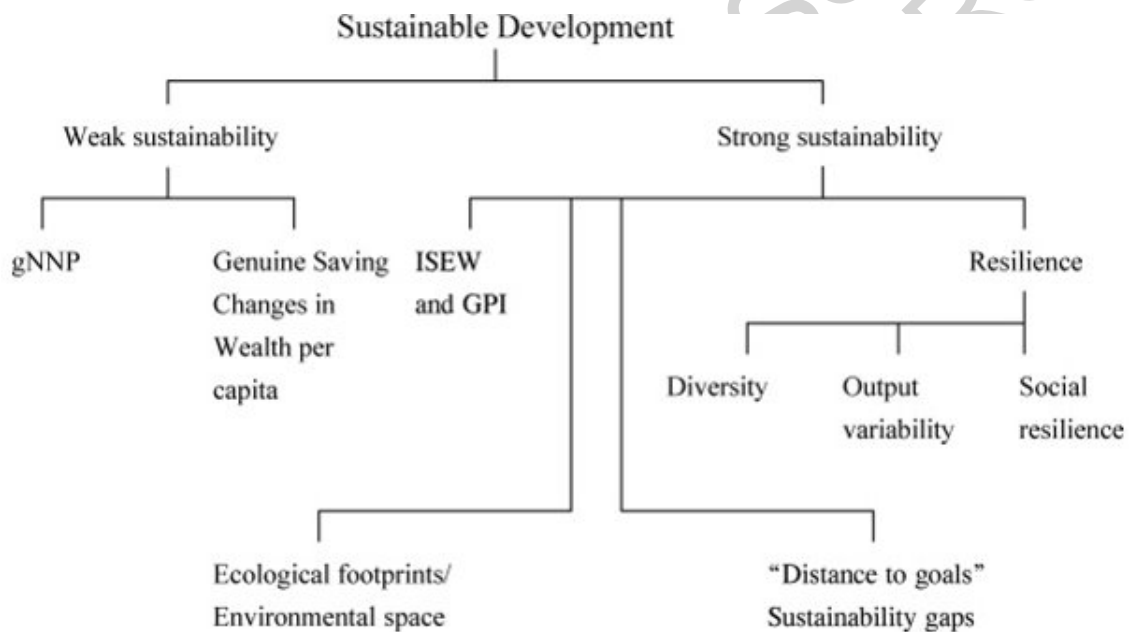 Sustainable Development
Weak sustainability
Strong sustainability
gNNP
Genuine Saving
Changes in
Wealth per
capita
ISEW
and GPI
Resilience
Diversity
Output
variability
Social
resilience
Ecological footprints/
Environmental space
“Distance to goals”
Sustainability gaps